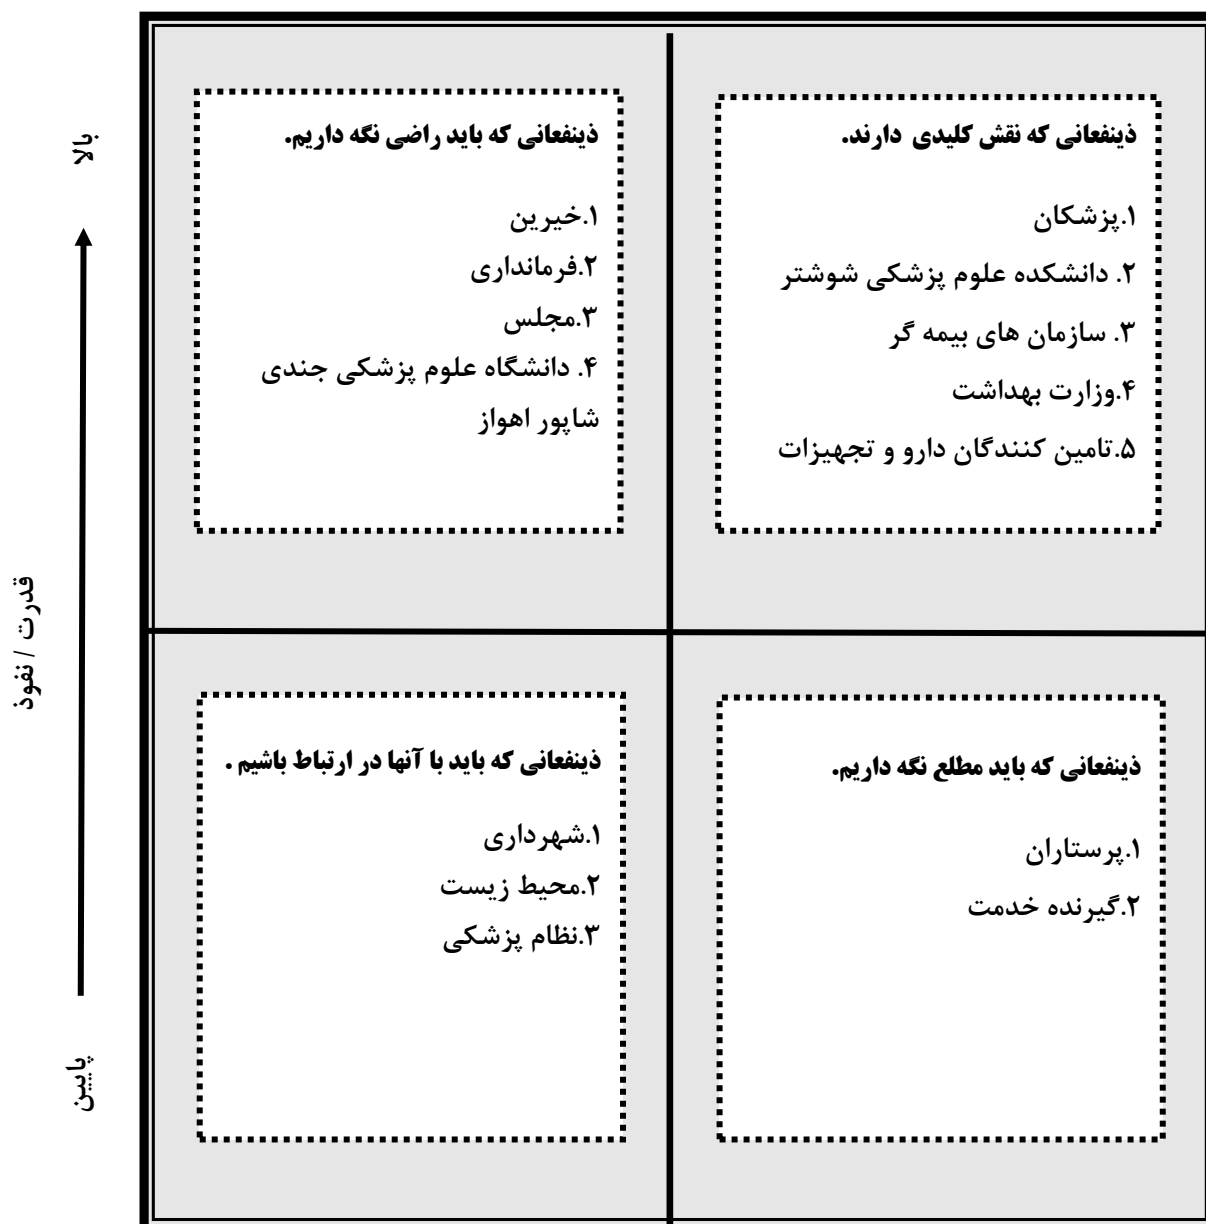 ذینفعانی که نقش کلیدی دارند.
۱.پزشکان
۲. دانشکده علوم پزشکی شوشتر
۳. سازمان های بیمه گر
۴.وزارت بهداشت
۵.تامین کنندگان دارو و تجهیزات
ذینفعانی که باید راضی نگه داریم.
۱.خیرین
۲.فرمانداری
۳.مجلس
۴. دانشگاه علوم پزشکی جندی
شاپور اهواز
ذینفعانی که باید مطلع نگه داریم.
۱.پرستاران
۲.گیرنده خدمت
ذینفعانی که باید با آنها در ارتباط باشیم .
۱.شهرداری
۲.محیط زیست
۳.نظام پزشکی
بالا
قدرت / نفوذ
پایین